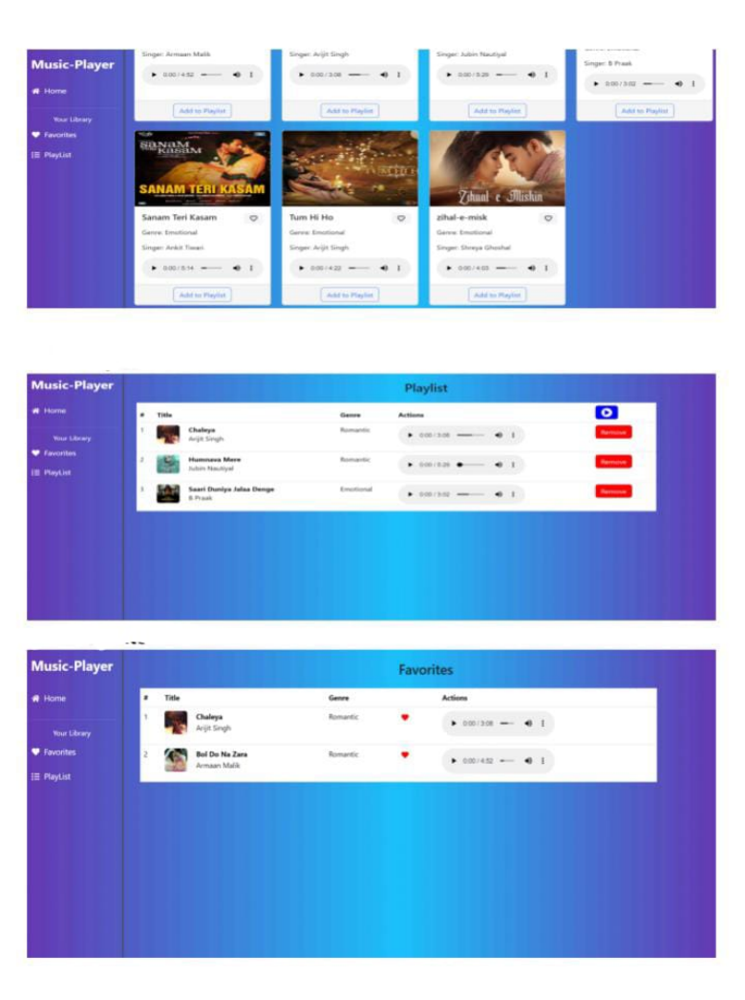 Music-Player
Home
Your Library
Favorites
PlayList
Singer: Armaan Malik
0:00 / 4:52
Add to Playlist
Singer: Arijit Singh
0:00 / 3:08
Add to Playlist
Singer: Jubin Nautiyal
0:00 / 5:29
Add to Playlist
Singer: B Praak
0:00 / 3:02
Add to Playlist
SANAM TERI KASAM
Sanam Teri Kasam
Genre: Emotional
Singer: Ankit Tiwari
0:00 / 5:14
Add to Playlist
Tum Hi Ho
Genre: Emotional
Singer: Arijit Singh
0:00 / 4:22
Add to Playlist
Zihaal e Miskin
zihal-e-misk
Genre: Emotional
Singer: Shreya Ghoshal
0:00 / 4:03
Add to Playlist
Music-Player
Home
Your Library
Favorites
PlayList
Playlist
# Title Genre Actions
1 Chaleya Romantic 0:00 / 3:08 Remove
Arijit Singh
2 Humnava Mere Romantic 0:00 / 5:29 Remove
Jubin Nautiyal
3 Saari Duniya Jalaa Denge Emotional 0:00 / 3:02 Remove
B Praak
Music-Player
Home
Your Library
Favorites
PlayList
Favorites
# Title Genre Actions
1 Chaleya Romantic 0:00 / 3:08
Arijit Singh
2 Bol Do Na Zara Romantic 0:00 / 4:52
Armaan Malik